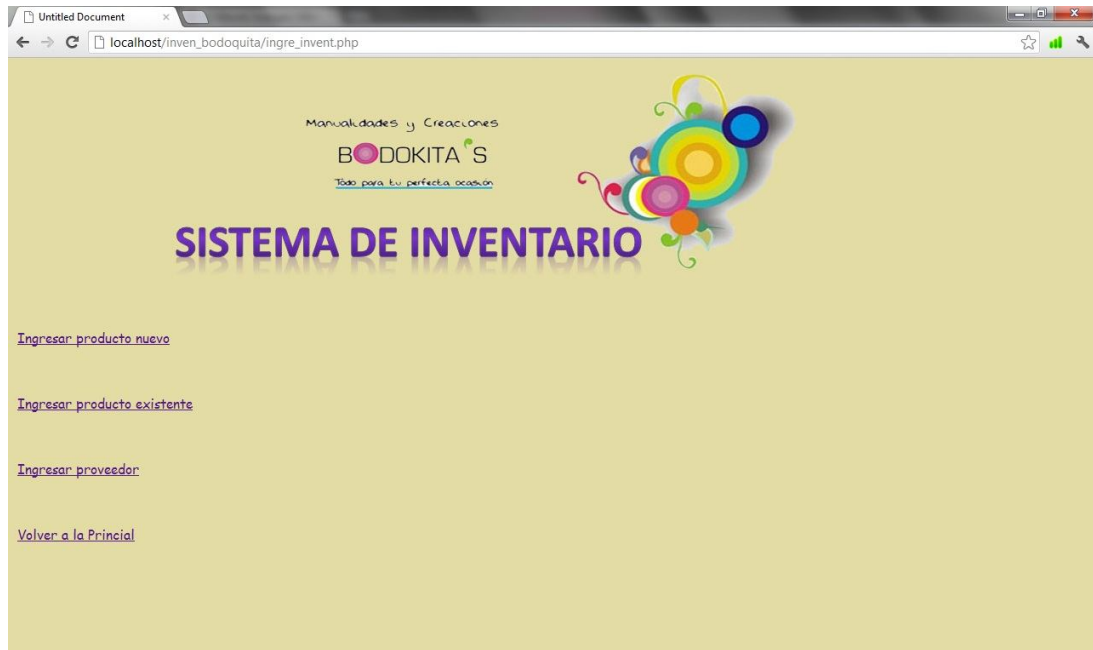 Untitled Document
localhost/inven_bodoquita/ingre_invent.php
Manualidades y Creaciones
BODOKITA'S
Todo para tu perfecta ocasión
SISTEMA DE INVENTARIO
Ingresar producto nuevo
Ingresar producto existente
Ingresar proveedor
Volver a la Princial